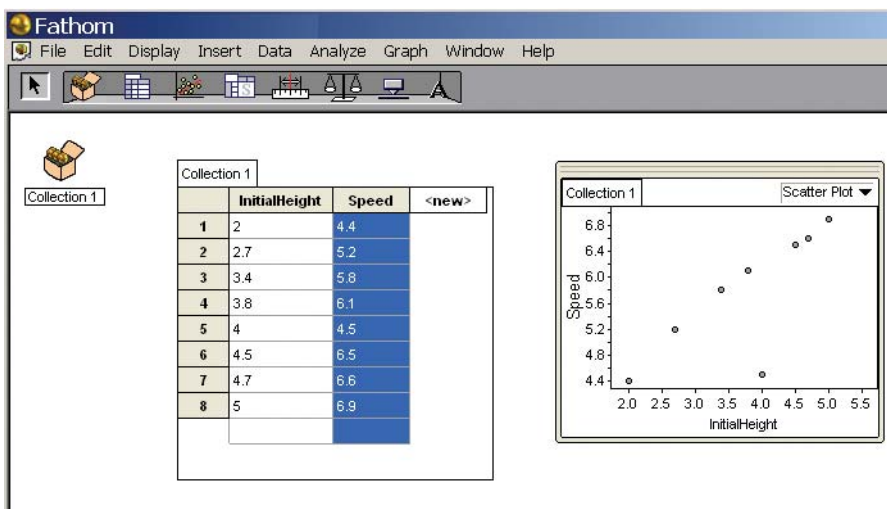 Fathom
File Edit Display Insert Data Analyze Graph Window Help
S A
Collection 1
Collection 1
InitialHeight Speed <new>
1 2 4.4
2 2.7 5.2
3 3.4 5.8
4 3.8 6.1
5 4 4.5
6 4.5 6.5
7 4.7 6.6
8 5 6.9
Collection 1 Scatter Plot
Speed
6.8
6.4
6.0
5.6
5.2
4.8
4.4
2.0 2.5 3.0 3.5 4.0 4.5 5.0 5.5
InitialHeight